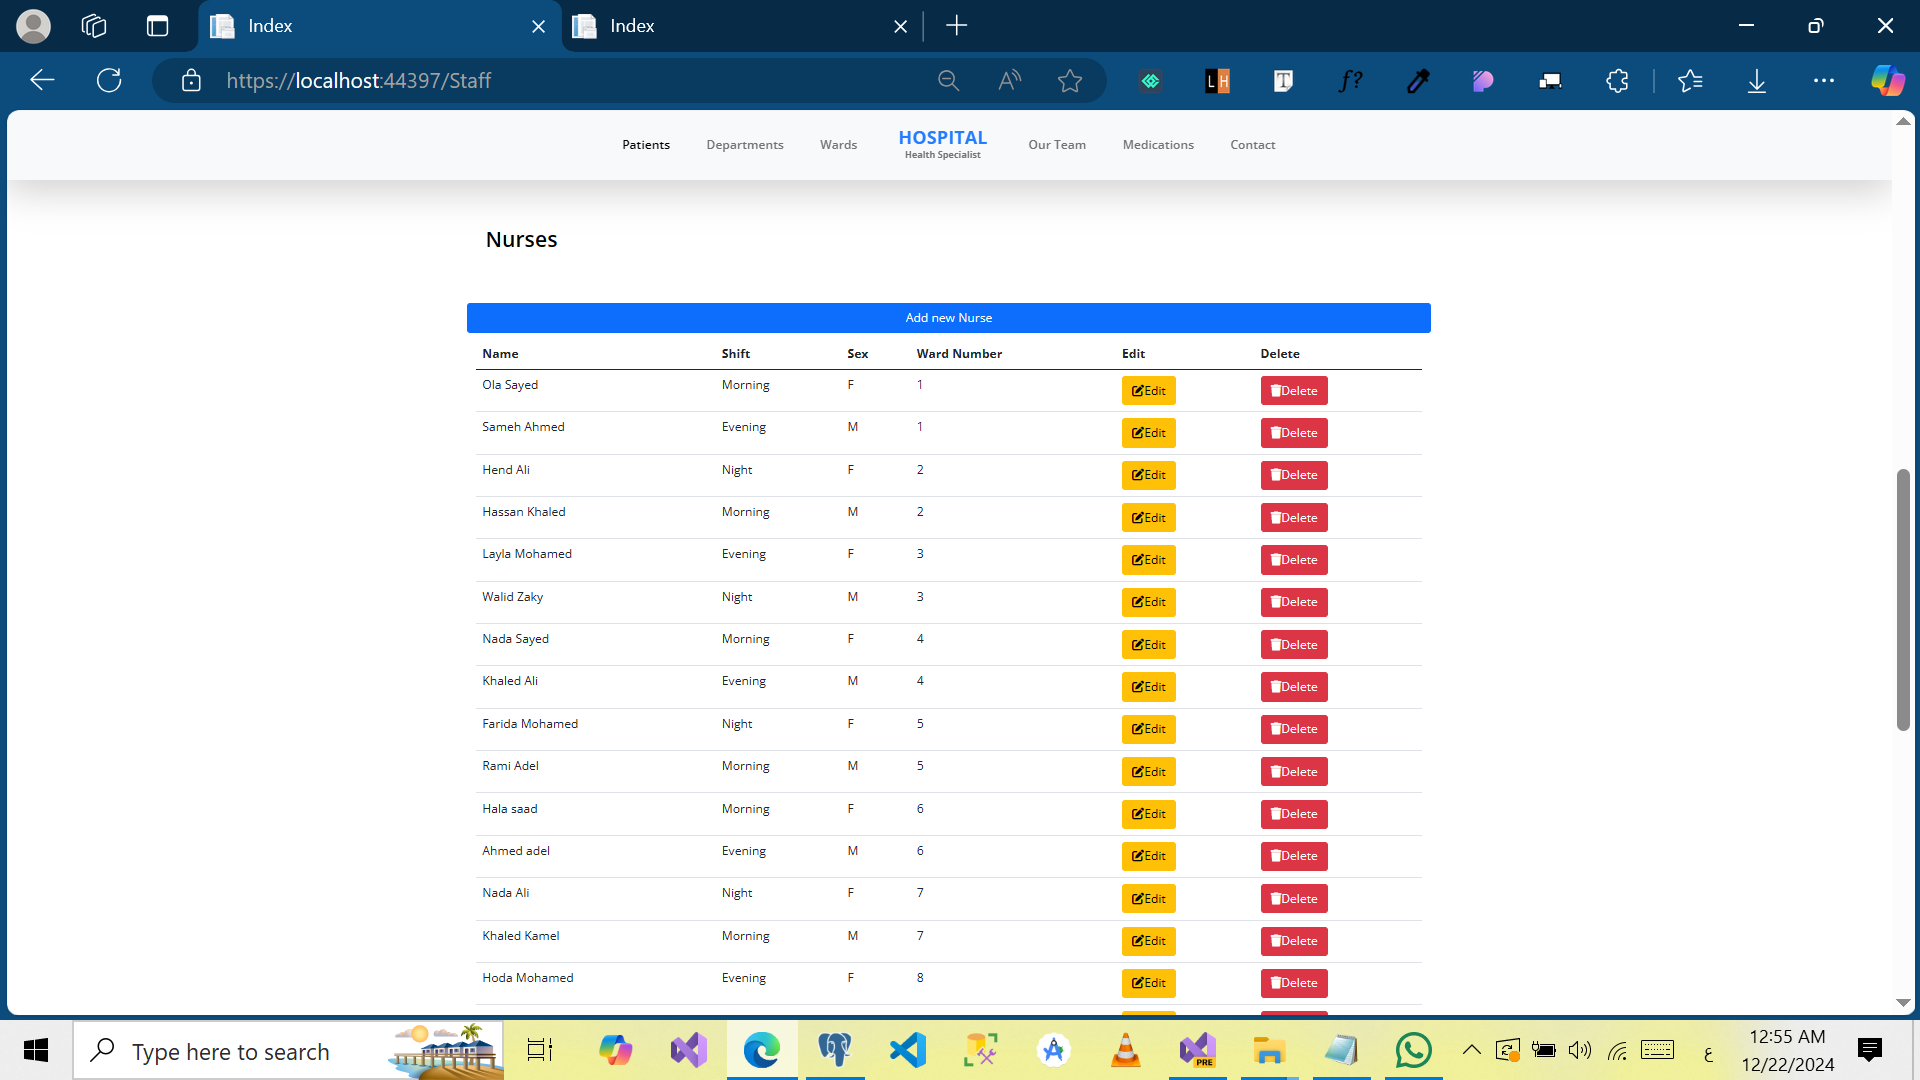 Index
Index
https://localhost:44397/Staff
Patients Departments Wards HOSPITAL Our Team Medications Contact
Health Specialist
Nurses
Add new Nurse
Name Shift Sex Ward Number Edit Delete
Ola Sayed Morning F 1 Edit Delete
Sameh Ahmed Evening M 1 Edit Delete
Hend Ali Night F 2 Edit Delete
Hassan Khaled Morning M 2 Edit Delete
Layla Mohamed Evening F 3 Edit Delete
Walid Zaky Night M 3 Edit Delete
Nada Sayed Morning F 4 Edit Delete
Khaled Ali Evening M 4 Edit Delete
Farida Mohamed Night F 5 Edit Delete
Rami Adel Morning M 5 Edit Delete
Hala saad Morning F 6 Edit Delete
Ahmed adel Evening M 6 Edit Delete
Nada Ali Night F 7 Edit Delete
Khaled Kamel Morning M 7 Edit Delete
Hoda Mohamed Evening F 8 Edit Delete
Type here to search
PRE
ع
12:55 AM
12/22/2024